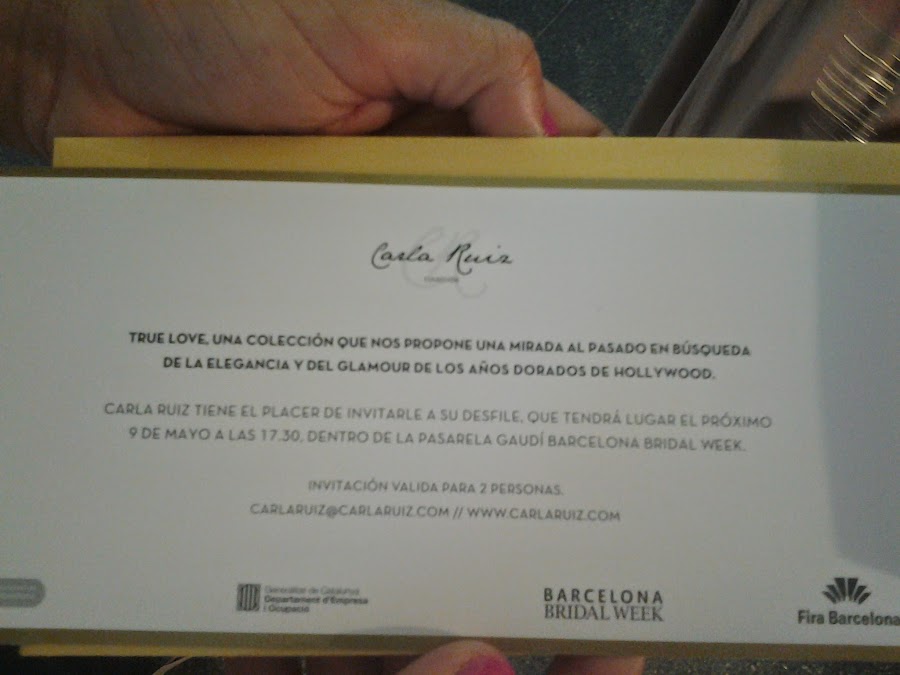 Carla Ruiz
TRUE LOVE, UNA COLECCIÓN QUE NOS PROPONE UNA MIRADA AL PASADO EN BÚSQUEDA
DE LA ELEGANCIA Y DEL GLAMOUR DE LOS AÑOS DORADOS DE HOLLYWOOD.
CARLA RUIZ TIENE EL PLACER DE INVITARLE A SU DESFILE, QUE TENDRÁ LUGAR EL PRÓXIMO
9 DE MAYO A LAS 17.30, DENTRO DE LA PASARELA GAUDÍ BARCELONA BRIDAL WEEK.
INVITACIÓN VALIDA PARA 2 PERSONAS.
CARLARUIZ@CARLARUIZ.COM // WWW.CARLARUIZ.COM
Generalitat de Catalunya
Departament d'Empresa
i Ocupació
BARCELONA
BRIDAL WEEK
Fira Barcelona